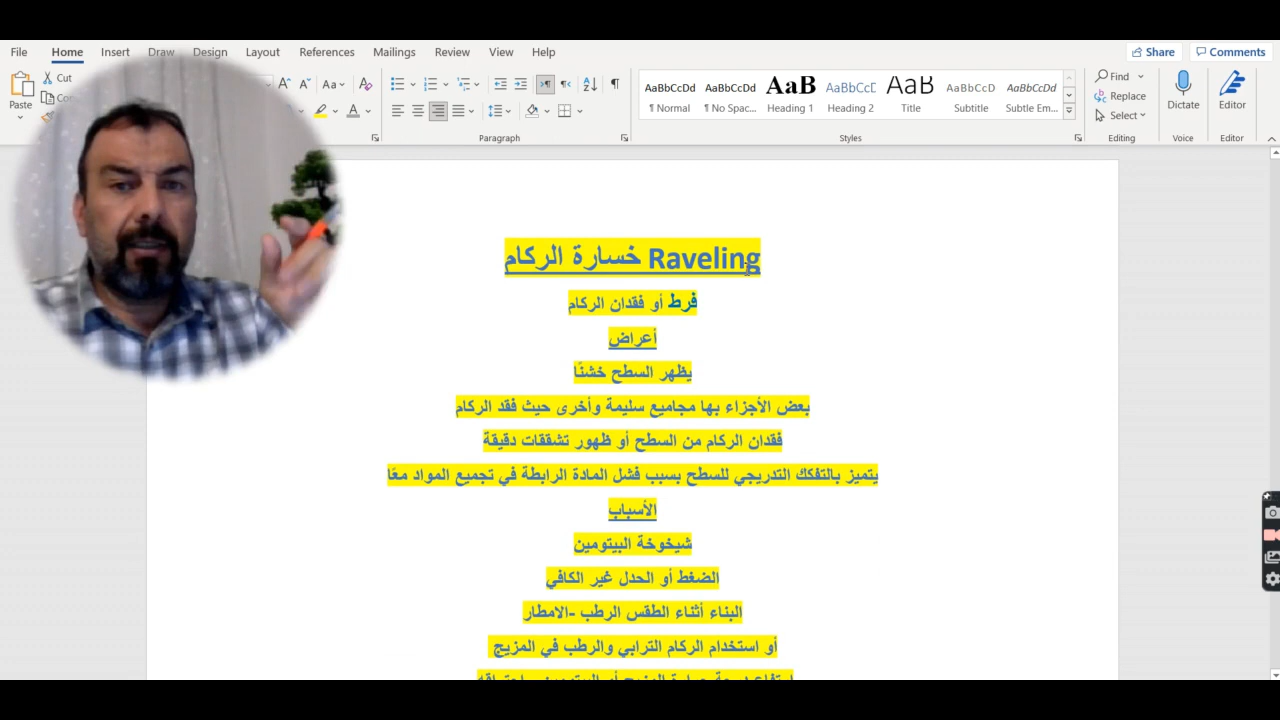 File Home Insert Draw Design Layout References Mailings Review View Help Share Comments
Cut
Paste
Aa
AaBbCcDd AaBbCcDd AaB AaBbCcC AaB AaBbCcD AaBbCcDd
¶ Normal ¶ No Spac... Heading 1 Heading 2 Title Subtitle Subtle Em...
Find
Replace
Select
Dictate
Editor
Paragraph Styles Editing Voice Editor
Raveling خسارة الركام
فرط أو فقدان الركام
أعراض
يظهر السطح خشنًا
بعض الأجزاء بها مجاميع سليمة وأخرى حيث فقد الركام
فقدان الركام من السطح أو ظهور تشققات دقيقة
يتميز بالتفكك التدريجي للسطح بسبب فشل المادة الرابطة في تجميع المواد معًا
الأسباب
شيخوخة البيتومين
الضغط أو الحدل غير الكافي
البناء أثناء الطقس الرطب -الامطار
أو استخدام الركام الترابي والرطب في المزيج